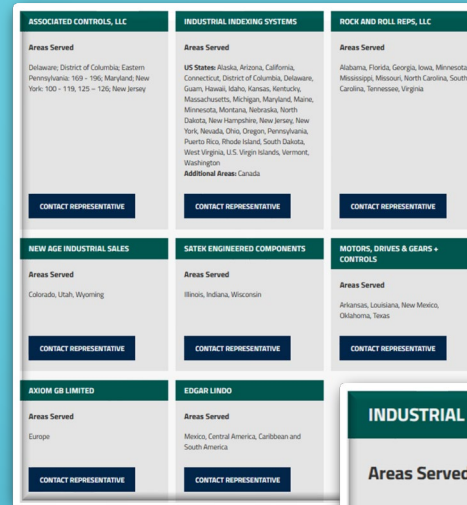 ASSOCIATED CONTROLS, LLC
Areas Served
Delaware; District of Columbia; Eastern
Pennsylvania: 169 - 196; Maryland; New
York: 100 - 119, 125 – 126; New Jersey
CONTACT REPRESENTATIVE
INDUSTRIAL INDEXING SYSTEMS
Areas Served
US States: Alaska, Arizona, California,
Connecticut, District of Columbia, Delaware,
Guam, Hawaii, Idaho, Kansas, Kentucky,
Massachusetts, Michigan, Maryland, Maine,
Minnesota, Montana, Nebraska, North
Dakota, New Hampshire, New Jersey, New
York, Nevada, Ohio, Oregon, Pennsylvania,
Puerto Rico, Rhode Island, South Dakota,
West Virginia, U.S. Virgin Islands, Vermont,
Washington
Additional Areas: Canada
CONTACT REPRESENTATIVE
ROCK AND ROLL REPS, LLC
Areas Served
Alabama, Florida, Georgia, Iowa, Minnesota
Mississippi, Missouri, North Carolina, South
Carolina, Tennessee, Virginia
CONTACT REPRESENTATIVE
NEW AGE INDUSTRIAL SALES
Areas Served
Colorado, Utah, Wyoming
CONTACT REPRESENTATIVE
SATEK ENGINEERED COMPONENTS
Areas Served
Illinois, Indiana, Wisconsin
CONTACT REPRESENTATIVE
MOTORS, DRIVES & GEARS +
CONTROLS
Areas Served
Arkansas, Louisiana, New Mexico,
Oklahoma, Texas
CONTACT REPRESENTATIVE
AXIOM GB LIMITED
Areas Served
Europe
CONTACT REPRESENTATIVE
EDGAR LINDO
Areas Served
Mexico, Central America, Caribbean and
South America
CONTACT REPRESENTATIVE
INDUSTRIAL
Areas Served